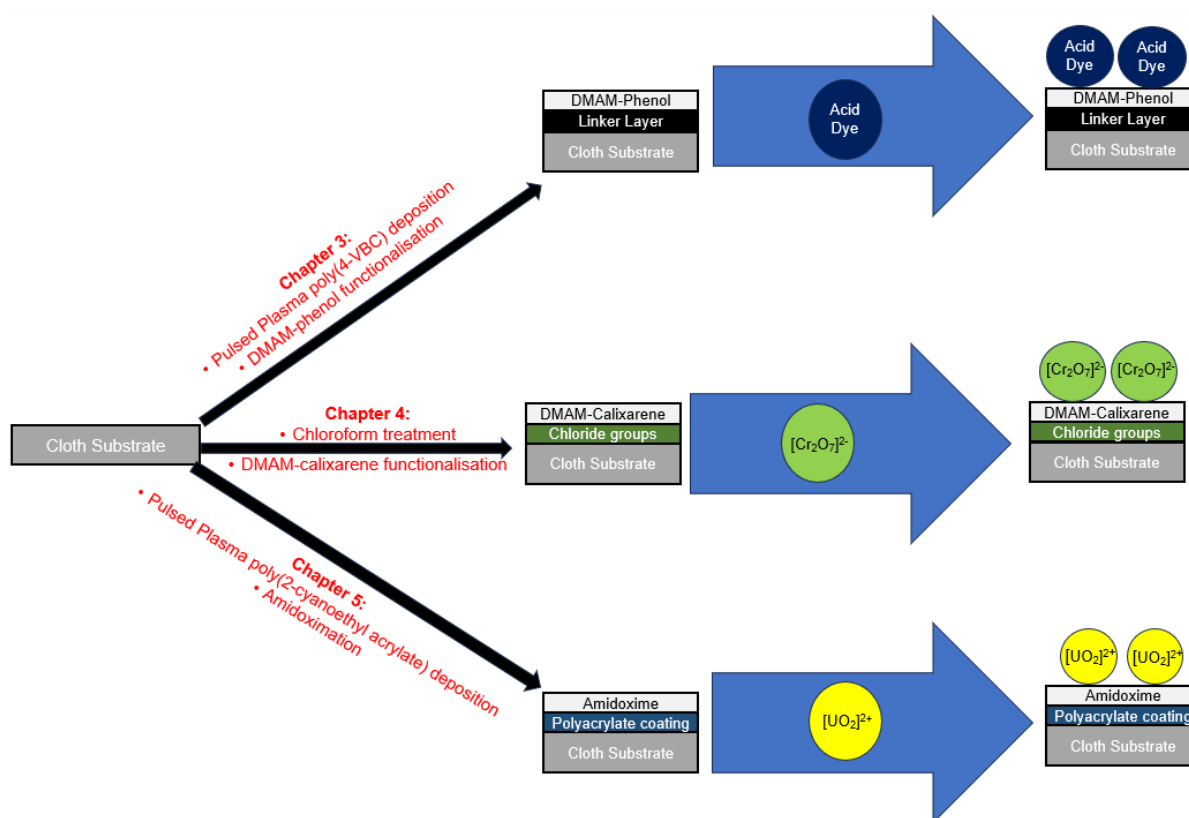 Acid
Dye
Acid
Dye
DMAM-Phenol
Linker Layer
Cloth Substrate
Acid
Dye
DMAM-Phenol
Linker Layer
Cloth Substrate
Chapter 3:
• Pulsed Plasma poly(4-VBC) deposition
• DMAM-phenol functionalisation
Cloth Substrate
Chapter 4:
• Chloroform treatment
• DMAM-calixarene functionalisation
DMAM-Calixarene
Chloride groups
Cloth Substrate
[Cr₂O₇]²⁻
[Cr₂O₇]²⁻
[Cr₂O₇]²⁻
DMAM-Calixarene
Chloride groups
Cloth Substrate
Chapter 5:
• Pulsed Plasma poly(2-cyanoethyl acrylate) deposition
• Amidoximation
Amidoxime
Polyacrylate coating
Cloth Substrate
[UO₂]²⁺
[UO₂]²⁺
[UO₂]²⁺
Amidoxime
Polyacrylate coating
Cloth Substrate